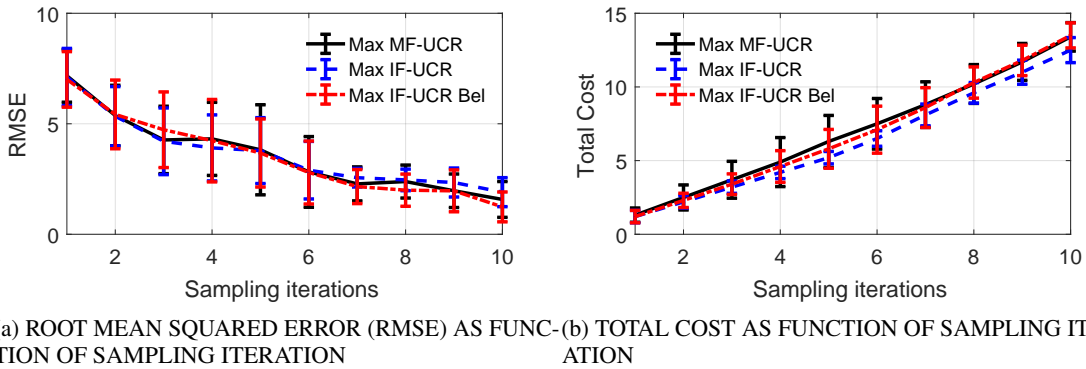 10
5
0
RMSE
2 4 6 8 10
Sampling iterations
Max MF-UCR
Max IF-UCR
Max IF-UCR Bel
15
10
5
0
Total Cost
2 4 6 8 10
Sampling iterations
Max MF-UCR
Max IF-UCR
Max IF-UCR Bel
a) ROOT MEAN SQUARED ERROR (RMSE) AS FUNC-
TION OF SAMPLING ITERATION
(b) TOTAL COST AS FUNCTION OF SAMPLING IT
ATION